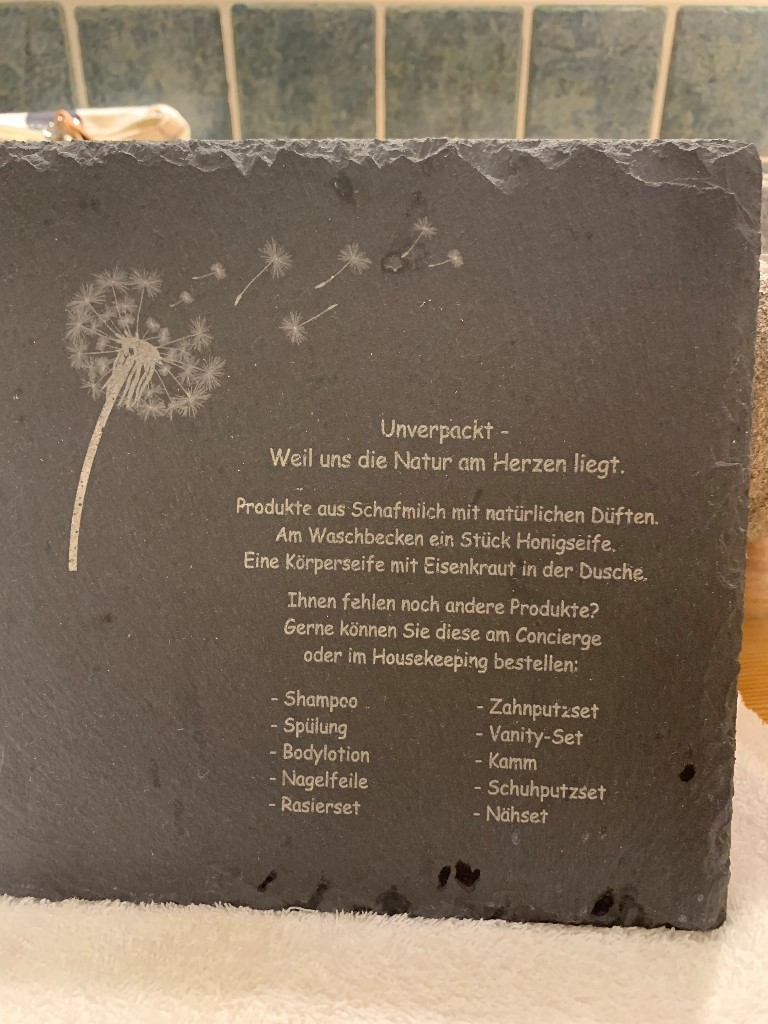 Unverpackt -
Weil uns die Natur am Herzen liegt.
Produkte aus Schafmilch mit natürlichen Düften.
Am Waschbecken ein Stück Honigseife.
Eine Körperseife mit Eisenkraut in der Dusche.
Ihnen fehlen noch andere Produkte?
Gerne können Sie diese am Concierge
oder im Housekeeping bestellen:
- Shampoo
- Spülung
- Bodylotion
- Nagelfeile
- Rasierset
- Zahnputzset
- Vanity-Set
- Kamm
- Schuhputzset
- Nähset